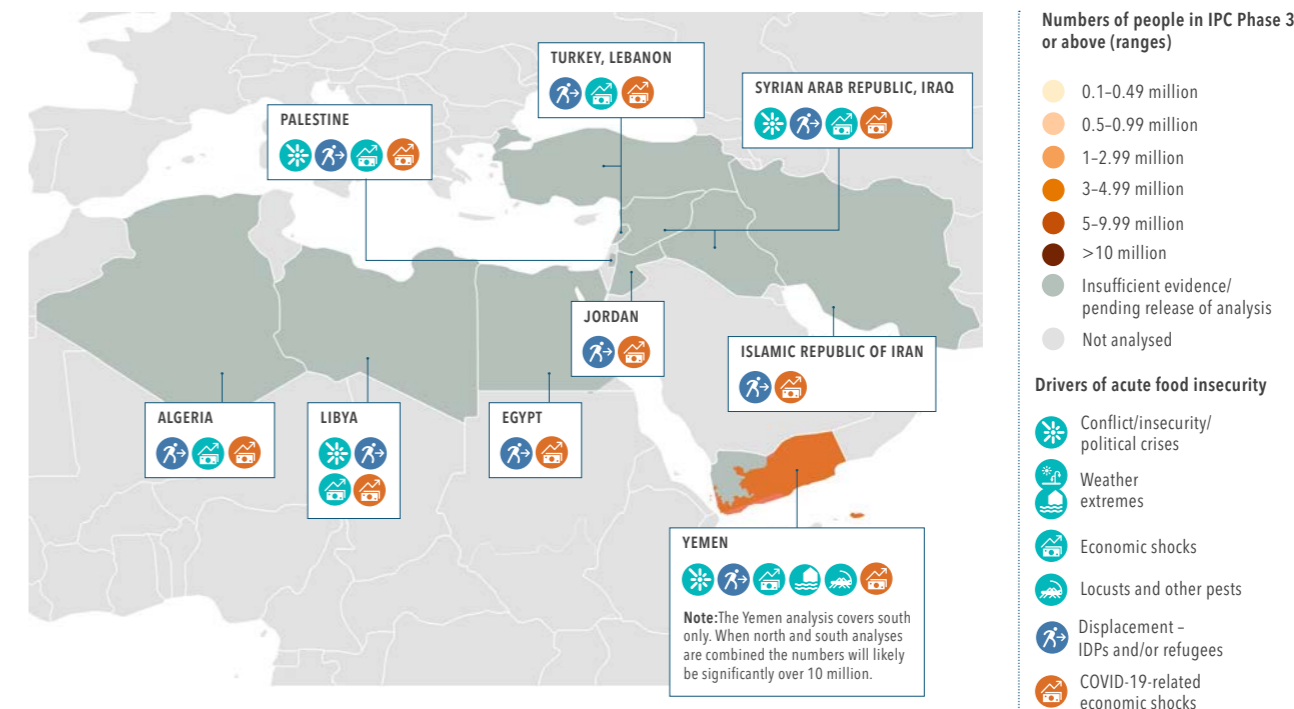 TURKEY, LEBANON
SYRIAN ARAB REPUBLIC, IRAQ
PALESTINE
JORDAN
ISLAMIC REPUBLIC OF IRAN
ALGERIA
LIBYA
EGYPT
YEMEN
Note:The Yemen analysis covers south
only. When north and south analyses
are combined the numbers will likely
be significantly over 10 million.
Numbers of people in IPC Phase 3
or above (ranges)
0.1–0.49 million
0.5–0.99 million
1–2.99 million
3–4.99 million
5–9.99 million
>10 million
Insufficient evidence/
pending release of analysis
Not analysed
Drivers of acute food insecurity
Conflict/insecurity/
political crises
Weather
extremes
Economic shocks
Locusts and other pests
Displacement –
IDPs and/or refugees
COVID-19-related
economic shocks